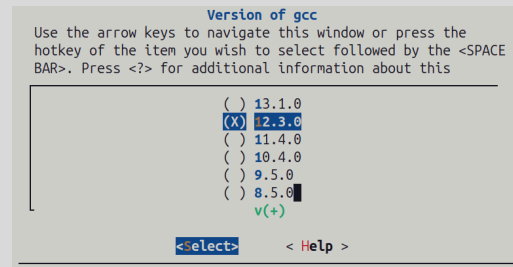 Version of gcc
Use the arrow keys to navigate this window or press the
hotkey of the item you wish to select followed by the <SPACE
BAR>. Press <?> for additional information about this
( ) 13.1.0
(X) 12.3.0
( ) 11.4.0
( ) 10.4.0
( ) 9.5.0
( ) 8.5.0
v(+)
<Select> < Help >